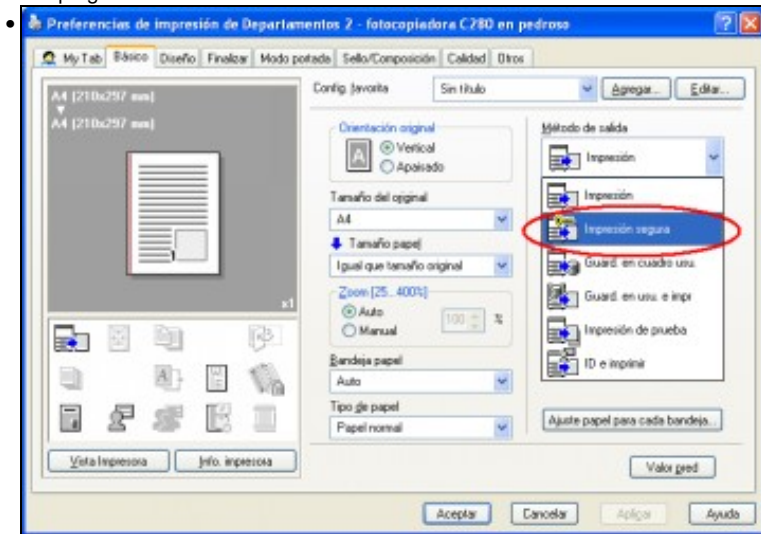 Preferencias de impresión de Departamentos 2 - fotocopiadora C280 en pedroso
My Tab Básico Diseño Finalizar Modo portada Sello/Composición Calidad Otros
A4 [210x297 mm]
A4 [210x297 mm]
x1
Vista Impresora
Info. impresora
Config. favorita Sin título Agregar... Editar...
Orientación original
A
Vertical
Apaisado
Tamaño del original
A4
Tamaño papel
Igual que tamaño original
Zoom [25...400%]
Auto
Manual
100 %
Bandeja papel
Auto
Tipo de papel
Papel normal
Método de salida
Impresión
Impresión
Impresión segura
Guard. en cuadro usu.
Guard. en usu. e impr
Impresión de prueba
ID e imprimir
Ajuste papel para cada bandeja...
Valor pred
Aceptar Cancelar Aplicar Ayuda